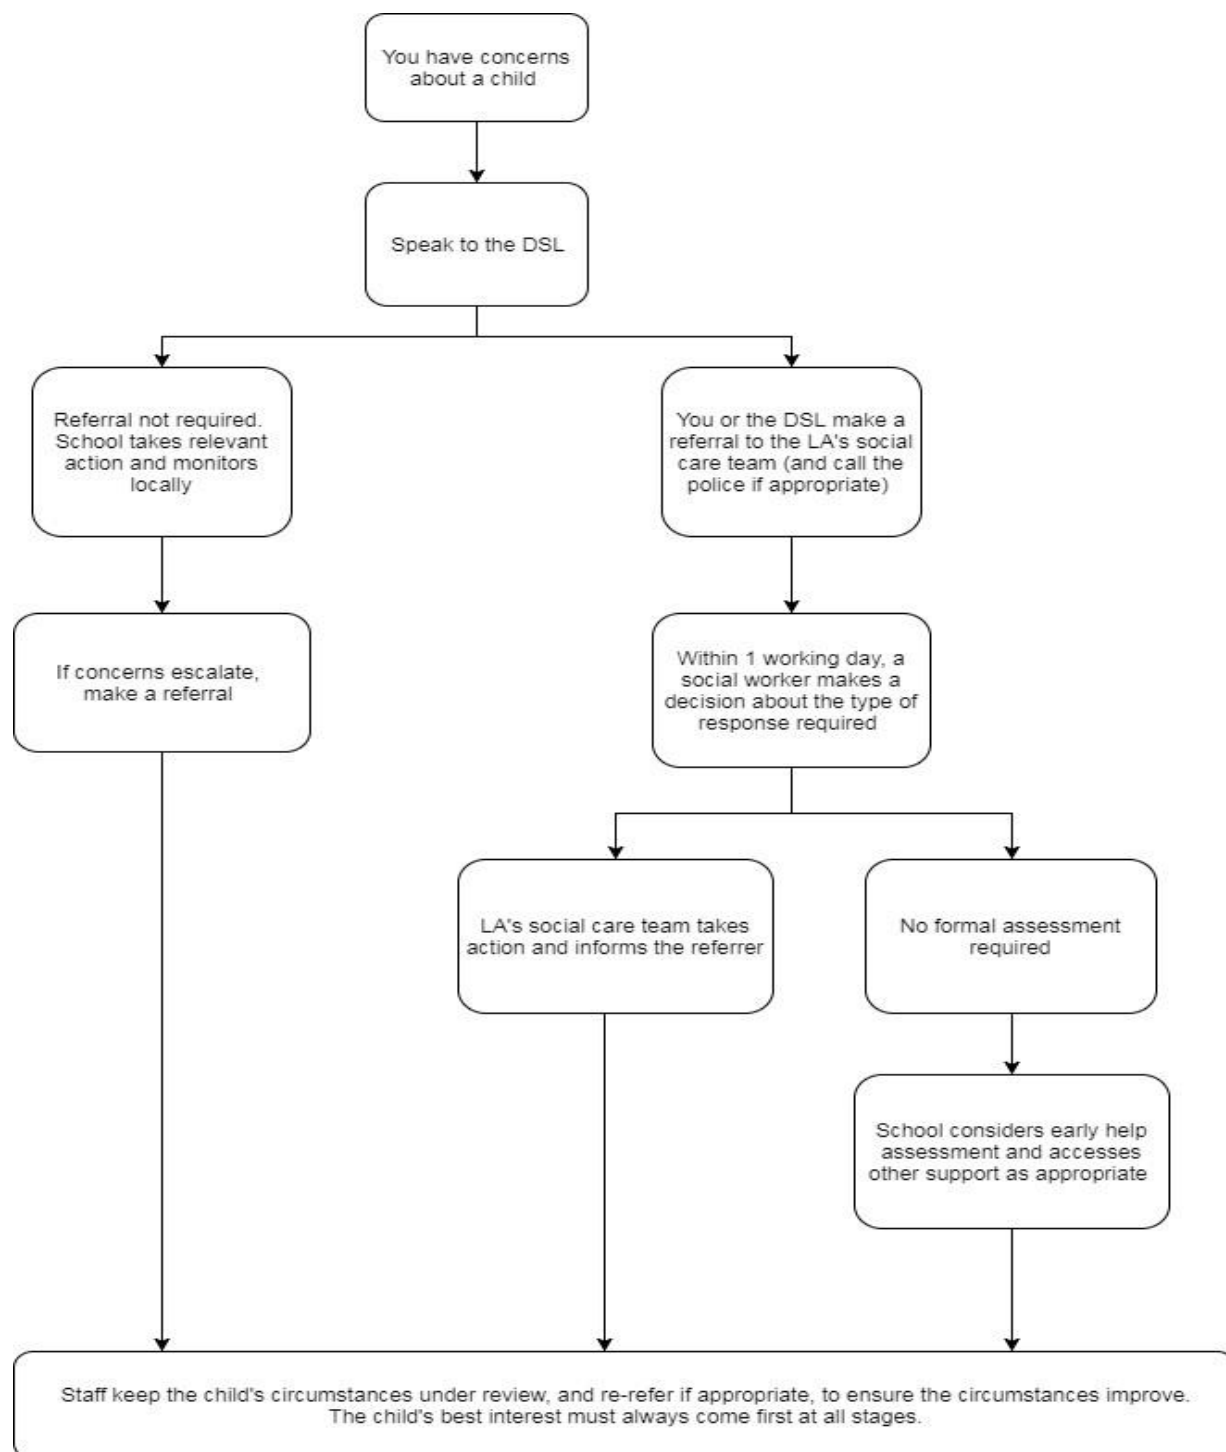 You have concerns
about a child
Speak to the DSL
Referral not required.
School takes relevant
action and monitors
locally
You or the DSL make a
referral to the LA's social
care team (and call the
police if appropriate)
If concerns escalate,
make a referral
Within 1 working day, a
social worker makes a
decision about the type of
response required
LA's social care team takes
action and informs the referrer
No formal assessment
required
School considers early help
assessment and accesses
other support as appropriate
Staff keep the child's circumstances under review, and re-refer if appropriate, to ensure the circumstances improve.
The child's best interest must always come first at all stages.